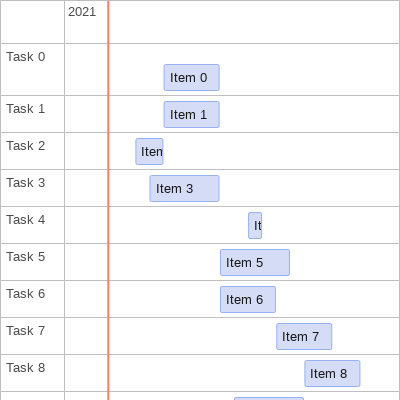 2021
Task 0
Item 0
Task 1
Item 1
Task 2
Item
Task 3
Item 3
Task 4
It
Task 5
Item 5
Task 6
Item 6
Task 7
Item 7
Task 8
Item 8